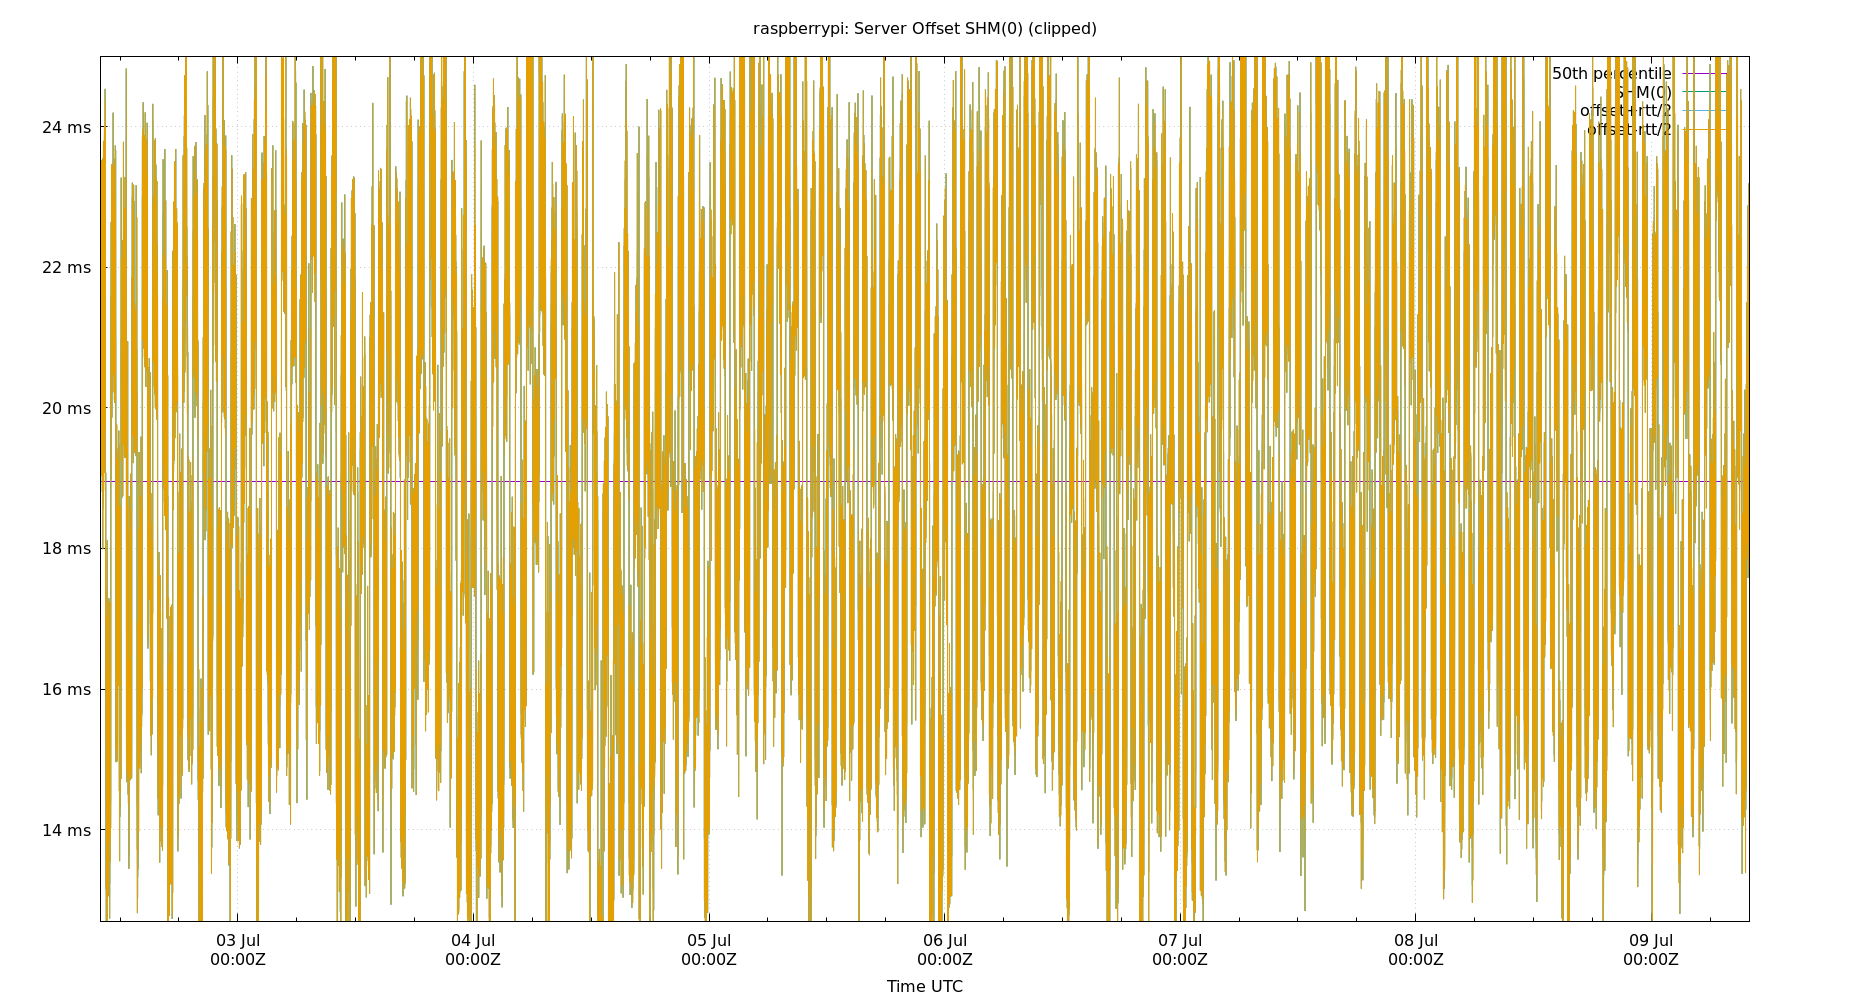 raspberrypi: Server Offset SHM(0) (clipped)
50th percentile
SHM(0)
offset+rtt/2
offset-rtt/2
24 ms
22 ms
20 ms
18 ms
16 ms
14 ms
03 Jul
00:00Z
04 Jul
00:00Z
05 Jul
00:00Z
06 Jul
00:00Z
07 Jul
00:00Z
08 Jul
00:00Z
09 Jul
00:00Z
Time UTC